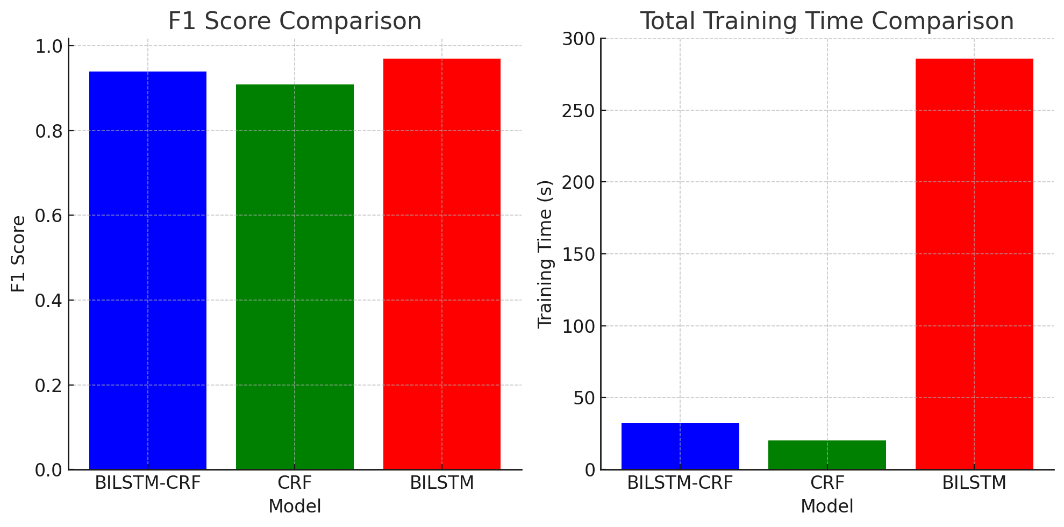 F1 Score Comparison
1.0
0.8
0.6
0.4
0.2
0.0
F1 Score
BILSTM-CRF CRF BILSTM
Model
Total Training Time Comparison
300
250
200
150
100
50
0
Training Time (s)
BILSTM-CRF CRF BILSTM
Model